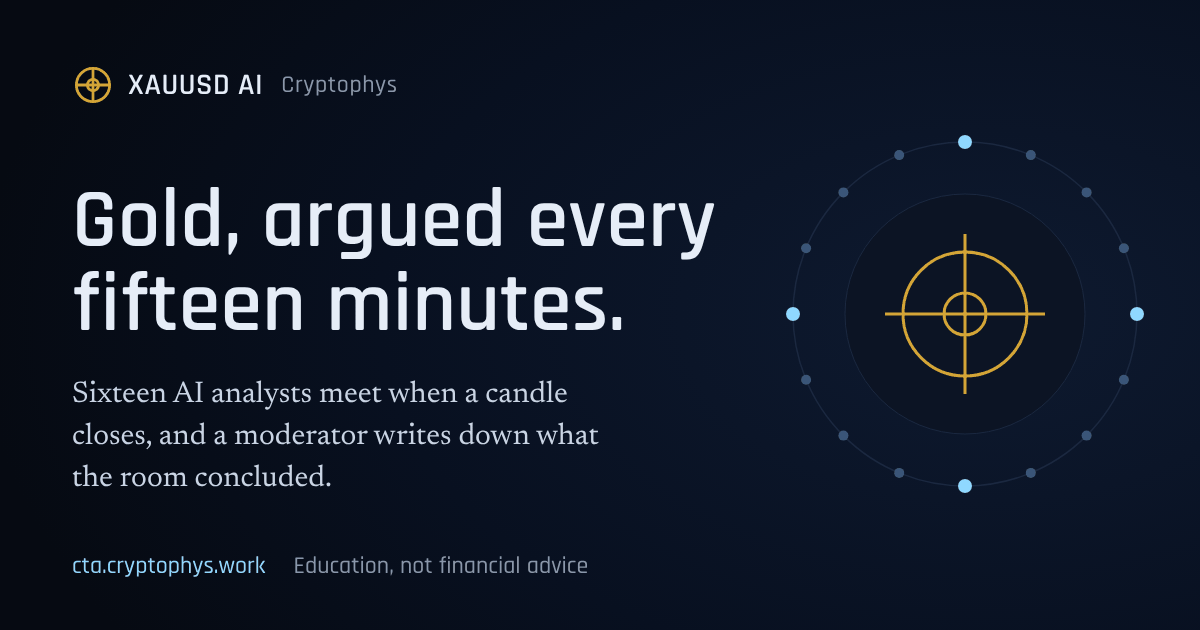 XAUUSD AI Cryptophys
Gold, argued every
fifteen minutes.
Sixteen AI analysts meet when a candle
closes, and a moderator writes down what
the room concluded.
cta.cryptophys.work Education, not financial advice